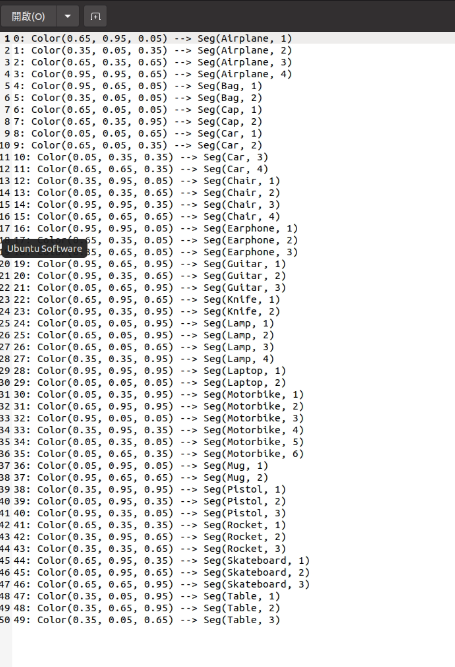 開啟(O)
1 0: Color(0.65, 0.95, 0.05) --> Seg(Airplane, 1)
2 1: Color(0.35, 0.05, 0.35) --> Seg(Airplane, 2)
3 2: Color(0.65, 0.35, 0.65) --> Seg(Airplane, 3)
4 3: Color(0.95, 0.95, 0.65) --> Seg(Airplane, 4)
5 4: Color(0.95, 0.65, 0.95) --> Seg(Bag, 1)
6 5: Color(0.35, 0.05, 0.05) --> Seg(Bag, 2)
7 6: Color(0.65, 0.05, 0.05) --> Seg(Cap, 1)
8 7: Color(0.65, 0.35, 0.95) --> Seg(Cap, 2)
9 8: Color(0.05, 0.05, 0.65) --> Seg(Car, 1)
10 9: Color(0.65, 0.05, 0.35) --> Seg(Car, 2)
11 10: Color(0.05, 0.35, 0.35) --> Seg(Car, 3)
12 11: Color(0.65, 0.65, 0.35) --> Seg(Car, 4)
13 12: Color(0.35, 0.95, 0.05) --> Seg(Chair, 1)
14 13: Color(0.05, 0.35, 0.65) --> Seg(Chair, 2)
15 14: Color(0.95, 0.95, 0.35) --> Seg(Chair, 3)
16 15: Color(0.65, 0.65, 0.65) --> Seg(Chair, 4)
17 16: Color(0.95, 0.95, 0.05) --> Seg(Earphone, 1)
0.05) --> Seg(Earphone, 2)
Ubuntu Software
0.05) --> Seg(Earphone, 3)
20 19: Color(0.95, 0.65, 0.95) --> Seg(Guitar, 1)
21 20: Color(0.95, 0.35, 0.65) --> Seg(Guitar, 2)
22 21: Color(0.05, 0.65, 0.95) --> Seg(Guitar, 3)
23 22: Color(0.65, 0.95, 0.65) --> Seg(Knife, 1)
24 23: Color(0.95, 0.35, 0.95) --> Seg(Knife, 2)
25 24: Color(0.05, 0.05, 0.95) --> Seg(Lamp, 1)
26 25: Color(0.65, 0.05, 0.95) --> Seg(Lamp, 2)
27 26: Color(0.65, 0.05, 0.65) --> Seg(Lamp, 3)
28 27: Color(0.35, 0.35, 0.95) --> Seg(Lamp, 4)
29 28: Color(0.95, 0.95, 0.95) --> Seg(Laptop, 1)
30 29: Color(0.05, 0.05, 0.05) --> Seg(Laptop, 2)
31 30: Color(0.05, 0.35, 0.95) --> Seg(Motorbike, 1)
32 31: Color(0.65, 0.95, 0.95) --> Seg(Motorbike, 2)
33 32: Color(0.95, 0.05, 0.05) --> Seg(Motorbike, 3)
34 33: Color(0.35, 0.95, 0.35) --> Seg(Motorbike, 4)
35 34: Color(0.05, 0.35, 0.05) --> Seg(Motorbike, 5)
36 35: Color(0.05, 0.65, 0.35) --> Seg(Motorbike, 6)
37 36: Color(0.05, 0.95, 0.05) --> Seg(Mug, 1)
38 37: Color(0.95, 0.65, 0.65) --> Seg(Mug, 2)
39 38: Color(0.35, 0.95, 0.95) --> Seg(Pistol, 1)
40 39: Color(0.05, 0.95, 0.35) --> Seg(Pistol, 2)
41 40: Color(0.95, 0.35, 0.05) --> Seg(Pistol, 3)
42 41: Color(0.65, 0.35, 0.35) --> Seg(Rocket, 1)
43 42: Color(0.35, 0.95, 0.65) --> Seg(Rocket, 2)
44 43: Color(0.35, 0.35, 0.65) --> Seg(Rocket, 3)
45 44: Color(0.65, 0.95, 0.35) --> Seg(Skateboard, 1)
46 45: Color(0.05, 0.95, 0.65) --> Seg(Skateboard, 2)
47 46: Color(0.35, 0.65, 0.65) --> Seg(Skateboard, 3)
48 47: Color(0.35, 0.05, 0.95) --> Seg(Table, 1)
49 48: Color(0.35, 0.65, 0.95) --> Seg(Table, 2)
50 49: Color(0.35, 0.05, 0.65) --> Seg(Table, 3)